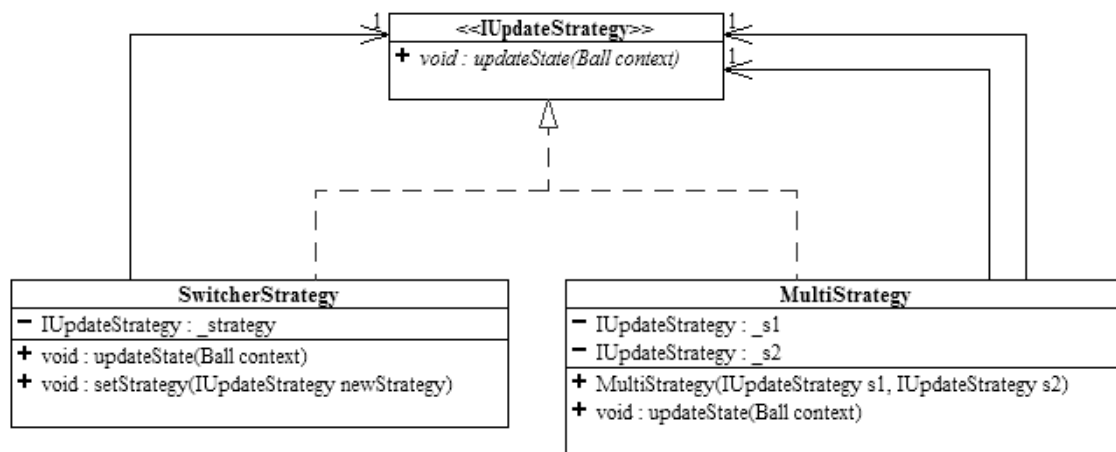 1
<<IUpdateStrategy>>
1
+ void : updateState(Ball context)
1
SwitcherStrategy
− IUpdateStrategy : _strategy
+ void : updateState(Ball context)
+ void : setStrategy(IUpdateStrategy newStrategy)
MultiStrategy
− IUpdateStrategy : _s1
− IUpdateStrategy : _s2
+ MultiStrategy(IUpdateStrategy s1, IUpdateStrategy s2)
+ void : updateState(Ball context)